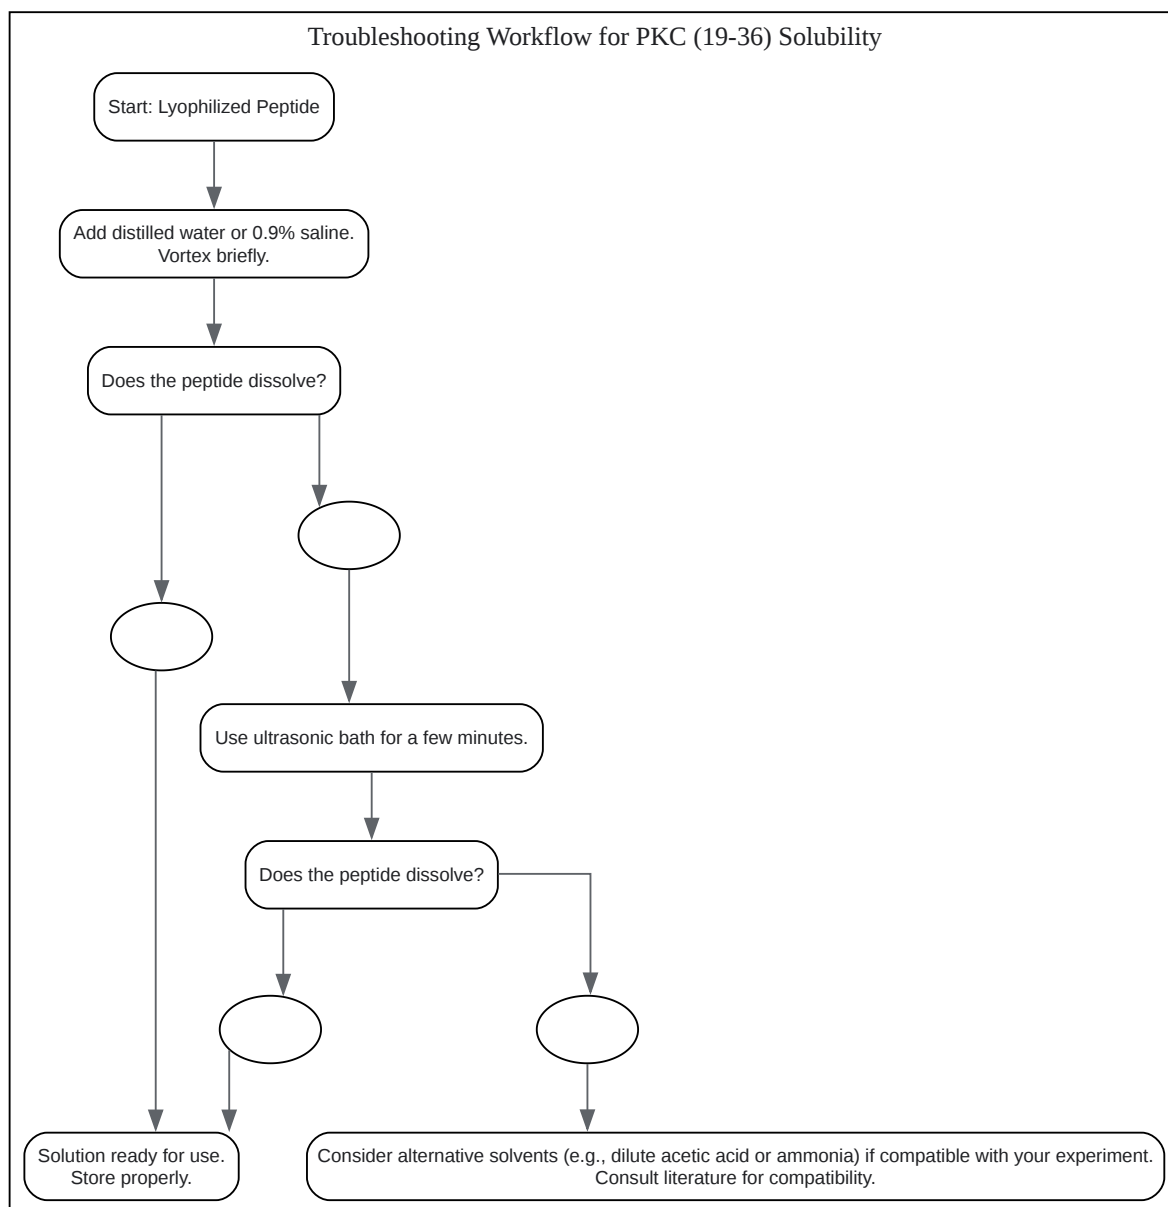 Troubleshooting Workflow for PKC (19-36) Solubility
Start: Lyophilized Peptide
Add distilled water or 0.9% saline.
Vortex briefly.
Does the peptide dissolve?
Use ultrasonic bath for a few minutes.
Does the peptide dissolve?
Solution ready for use.
Store properly.
Consider alternative solvents (e.g., dilute acetic acid or ammonia) if compatible with your experiment.
Consult literature for compatibility.